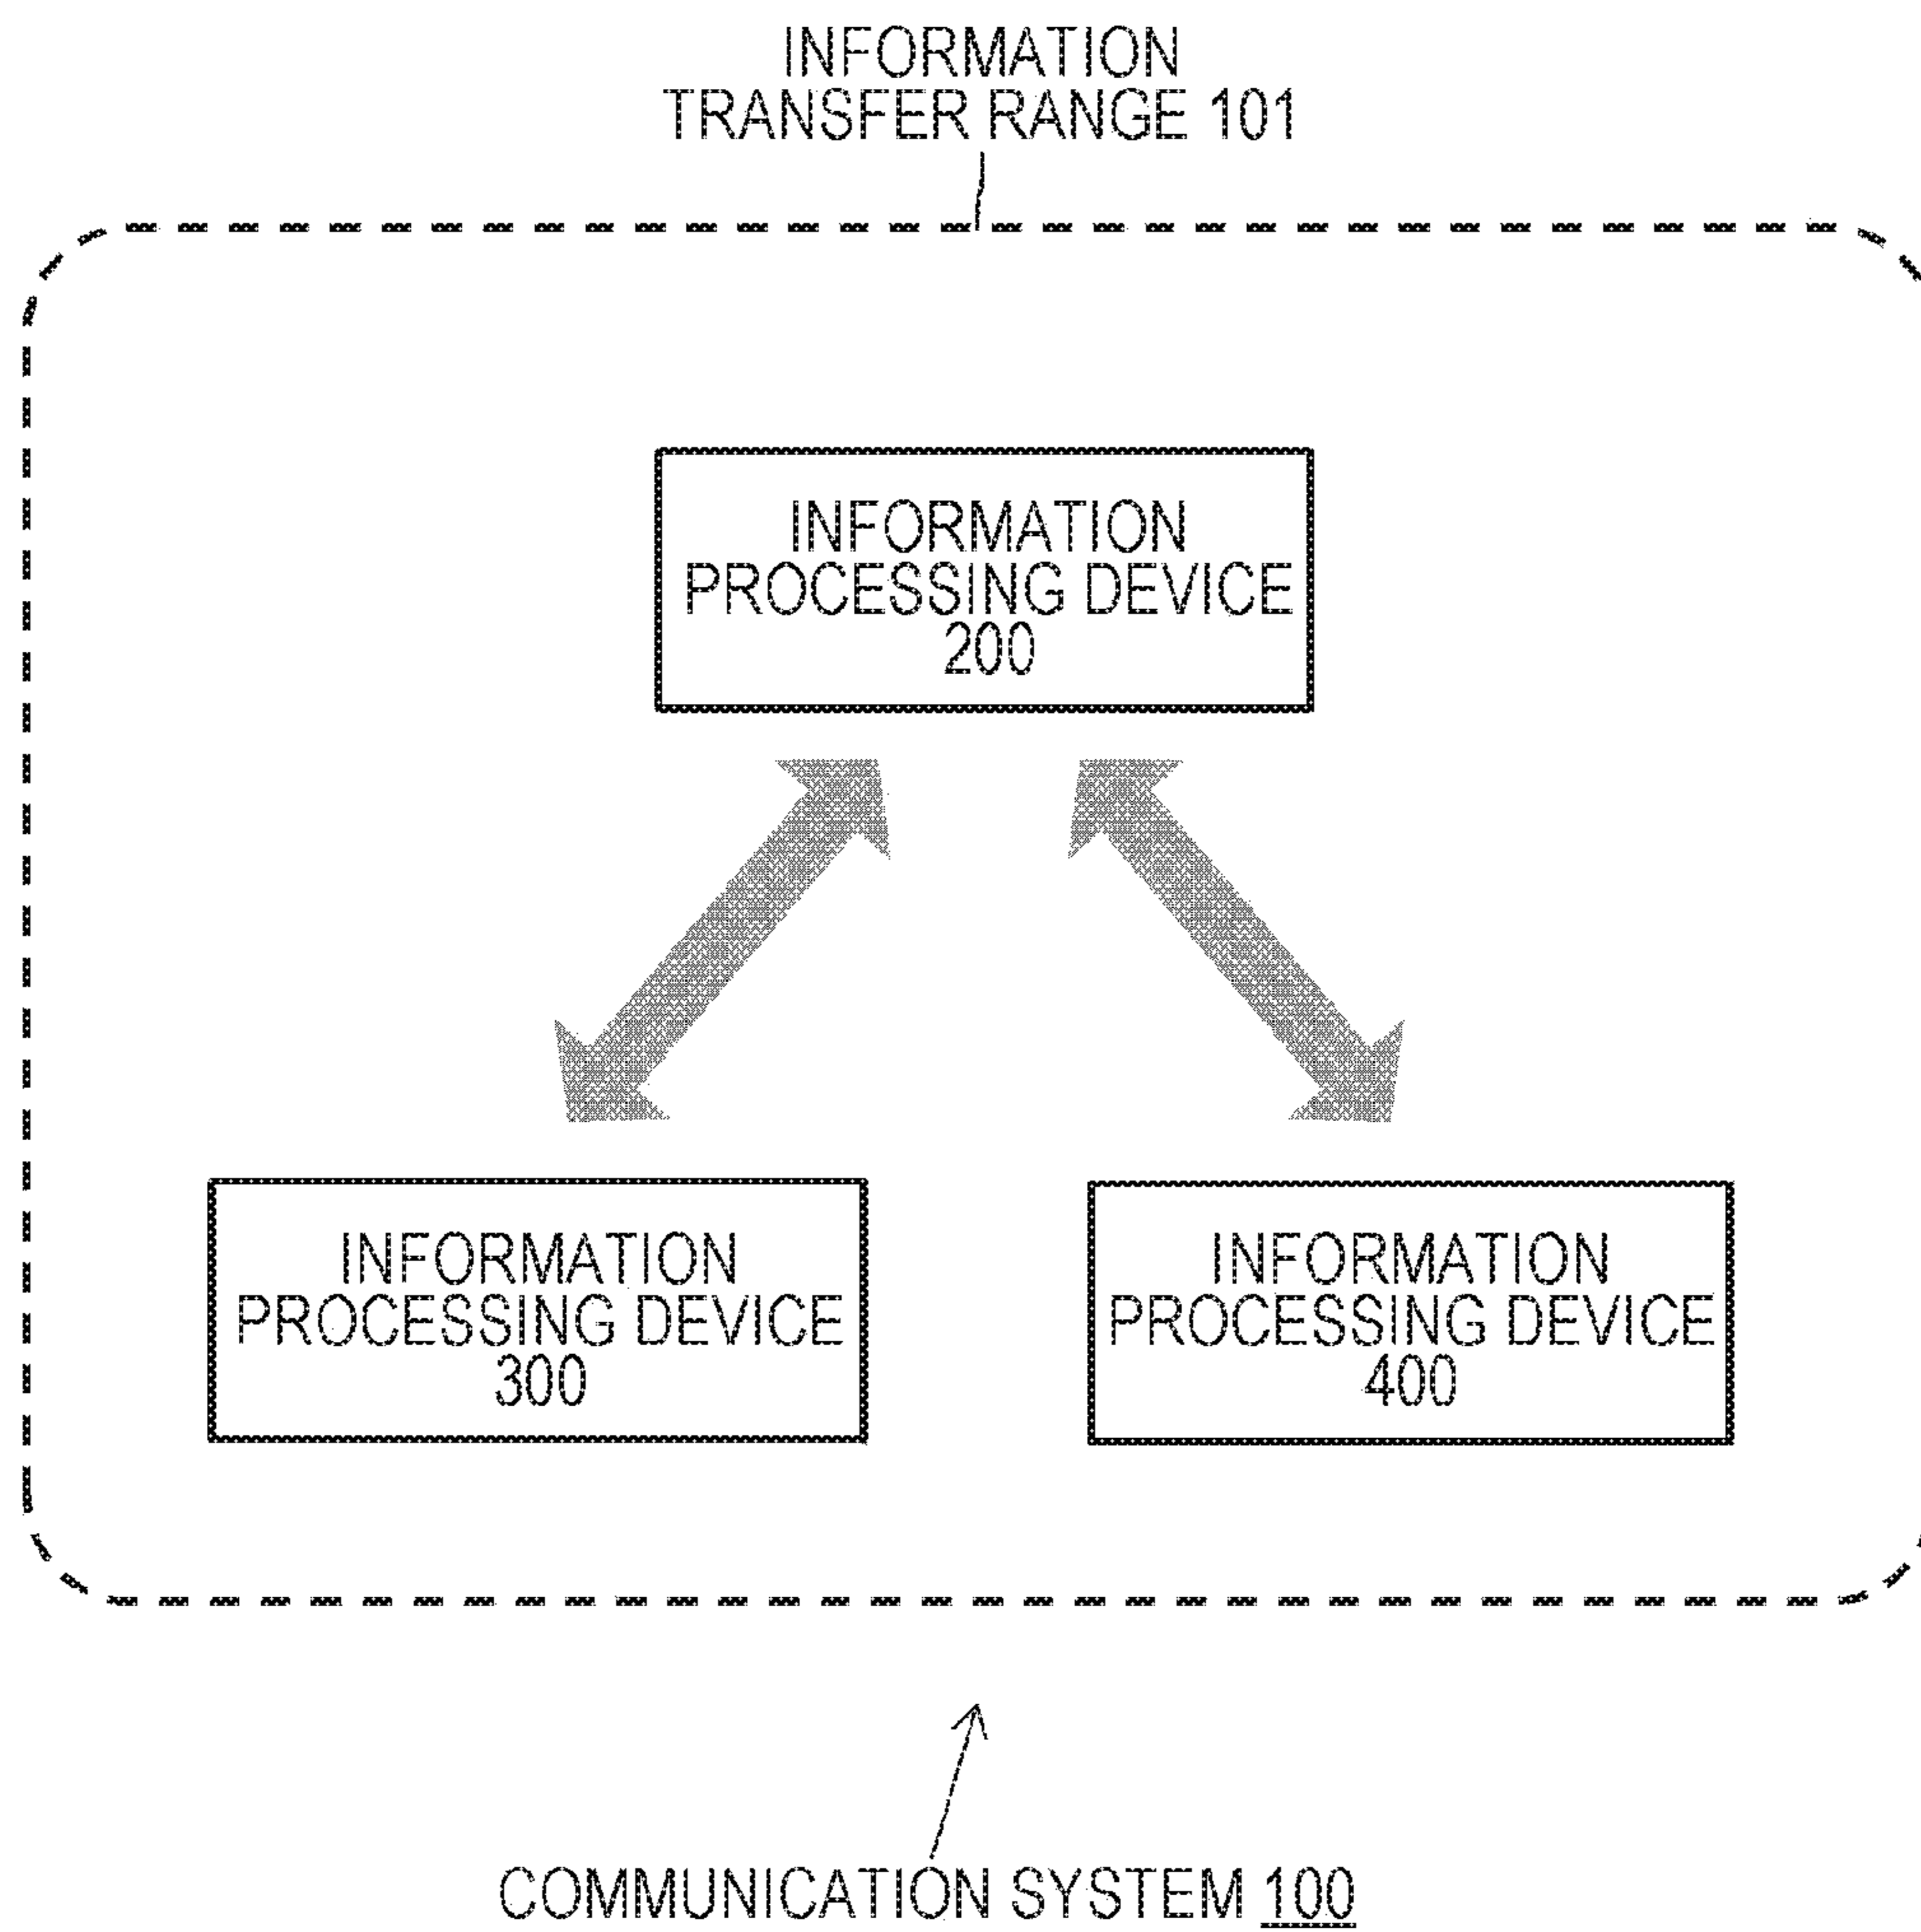 INFORMATION
TRANSFER RANGE 101
INFORMATION
PROCESSING DEVICE
200
INFORMATION
PROCESSING DEVICE
300
INFORMATION
PROCESSING DEVICE
400
COMMUNICATION SYSTEM 100